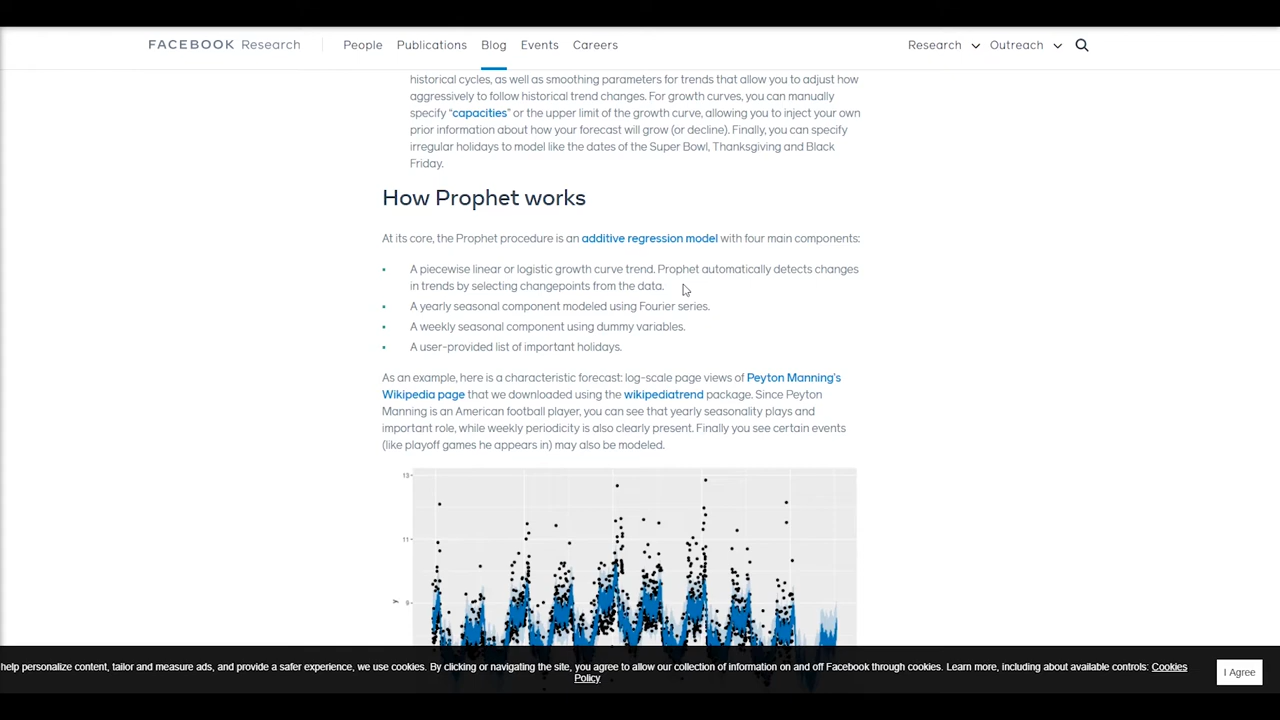 FACEBOOK Research
People
Publications
Blog
Events
Careers
Research
Outreach
historical cycles, as well as smoothing parameters for trends that allow you to adjust how
aggressively to follow historical trend changes. For growth curves, you can manually
specify “capacities” or the upper limit of the growth curve, allowing you to inject your own
prior information about how your forecast will grow (or decline). Finally, you can specify
irregular holidays to model like the dates of the Super Bowl, Thanksgiving and Black
Friday.
How Prophet works
At its core, the Prophet procedure is an additive regression model with four main components:
• A piecewise linear or logistic growth curve trend. Prophet automatically detects changes
in trends by selecting changepoints from the data.
• A yearly seasonal component modeled using Fourier series.
• A weekly seasonal component using dummy variables.
• A user-provided list of important holidays.
As an example, here is a characteristic forecast: log-scale page views of Peyton Manning’s
Wikipedia page that we downloaded using the wikipediatrend package. Since Peyton
Manning is an American football player, you can see that yearly seasonality plays and
important role, while weekly periodicity is also clearly present. Finally you see certain events
(like playoff games he appears in) may also be modeled.
13
11
y
9
help personalize content, tailor and measure ads, and provide a safer experience, we use cookies. By clicking or navigating the site, you agree to allow our collection of information on and off Facebook through cookies. Learn more, including about available controls: Cookies
Policy
I Agree